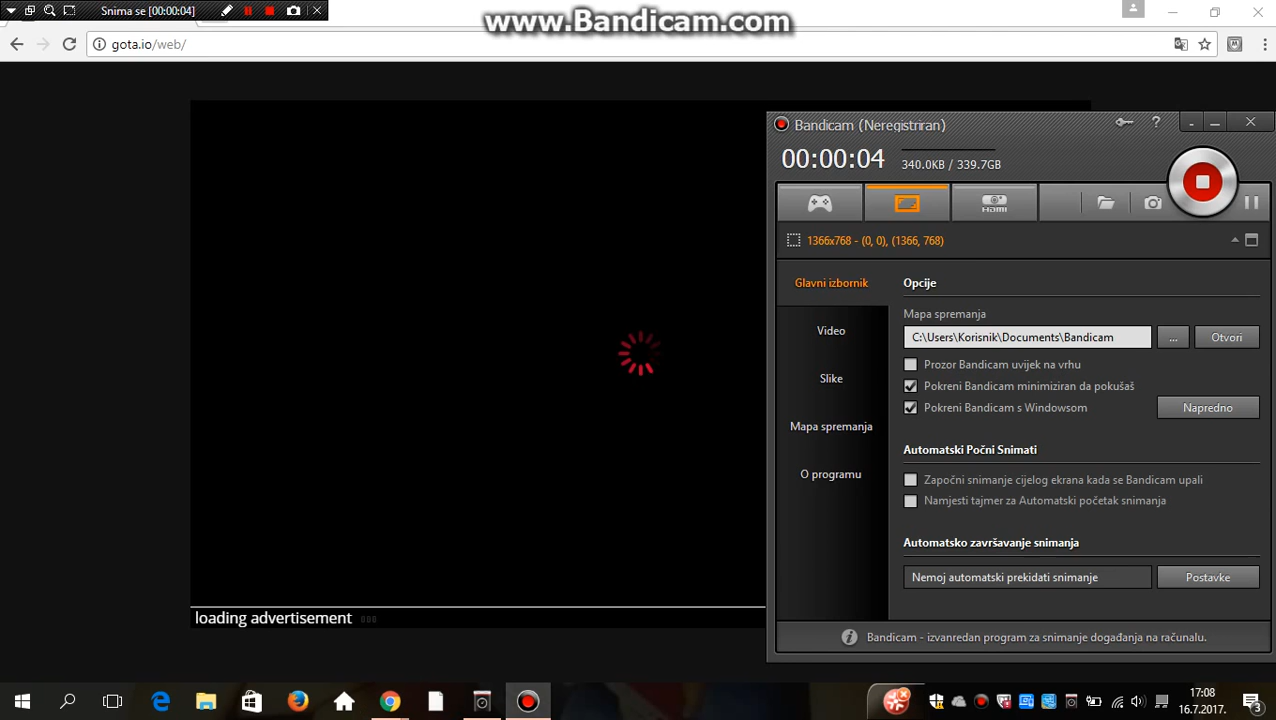 Snima se [00:00:04]
www.Bandicam.com
gota.io/web/
Bandicam (Neregistriran)
00:00:04
340.0KB / 339.7GB
HDMI
1366x768 - (0, 0), (1366, 768)
Glavni izbornik
Video
Slike
Mapa spremanja
O programu
Opcije
Mapa spremanja
C:\Users\Korisnik\Documents\Bandicam
...
Otvori
Prozor Bandicam uvijek na vrhu
Pokreni Bandicam minimiziran da pokušaš
Pokreni Bandicam s Windowsom
Napredno
Automatski Počni Snimati
Započni snimanje cijelog ekrana kada se Bandicam upali
Namjesti tajmer za Automatski početak snimanja
Automatsko završavanje snimanja
Nemoj automatski prekidati snimanje
Postavke
Bandicam - izvanredan program za snimanje događanja na računalu.
loading advertisement
17:08
16.7.2017.
3